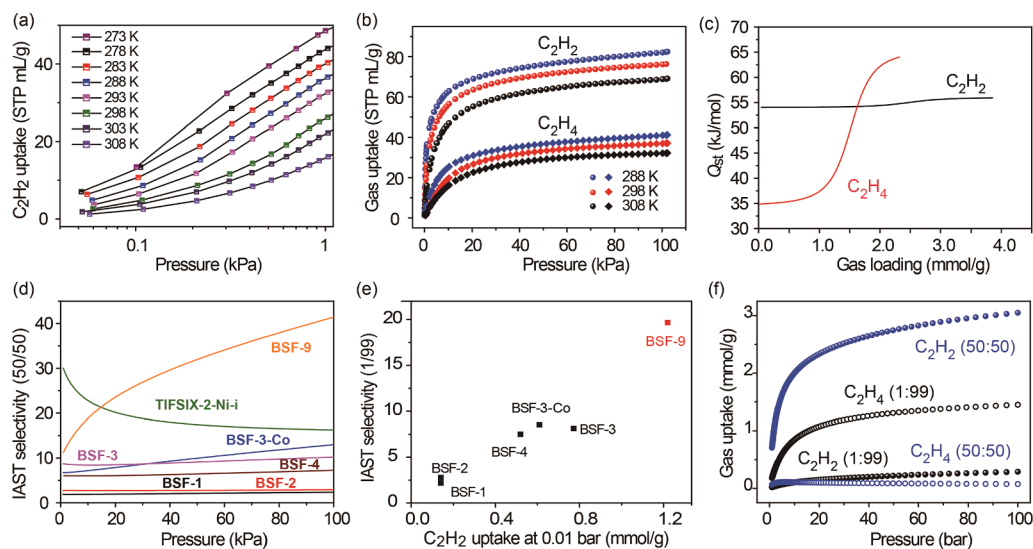 (a)
C2H2 uptake (STP mL/g)
40
20
0
273 K
278 K
283 K
288 K
293 K
298 K
303 K
308 K
0.1
1
Pressure (kPa)
(b)
Gas uptake (STP mL/g)
80
60
40
20
0
C2H2
C2H4
288 K
298 K
308 K
0 20 40 60 80 100
Pressure (kPa)
(c)
Qst (kJ/mol)
75
70
65
60
55
50
45
40
35
30
C2H2
C2H4
0.0 1.0 2.0 3.0 4.0
Gas loading (mmol/g)
(d)
IAST selectivity (50/50)
40
30
20
10
0
BSF-9
TIFSIX-2-Ni-i
BSF-3-Co
BSF-3
BSF-4
BSF-1
BSF-2
0 20 40 60 80 100
Pressure (kPa)
(e)
IAST selectivity (1/99)
20
15
10
5
0
BSF-9
BSF-3-Co
BSF-3
BSF-4
BSF-2
BSF-1
0.0 0.2 0.4 0.6 0.8 1.0 1.2
C2H2 uptake at 0.01 bar (mmol/g)
(f)
Gas uptake (mmol/g)
3
2
1
0
C2H2 (50:50)
C2H4 (1:99)
C2H2 (1:99)
C2H4 (50:50)
0 20 40 60 80 100
Pressure (bar)